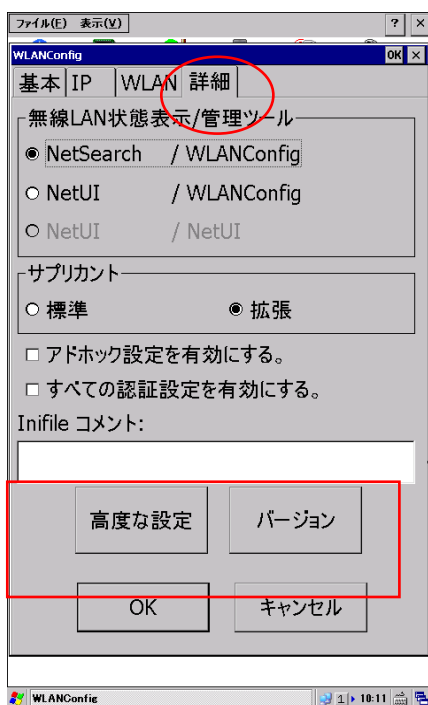 ファイル(F) 表示(V) ? ×
WLANConfig OK ×
基本 IP WLAN 詳細
無線LAN状態表示/管理ツール
NetSearch / WLANConfig
NetUI / WLANConfig
NetUI / NetUI
サプリカント
標準 拡張
アドホック設定を有効にする。
すべての認証設定を有効にする。
Inifile コメント:
高度な設定 バージョン
OK キャンセル
WLANConfig 1 10:11